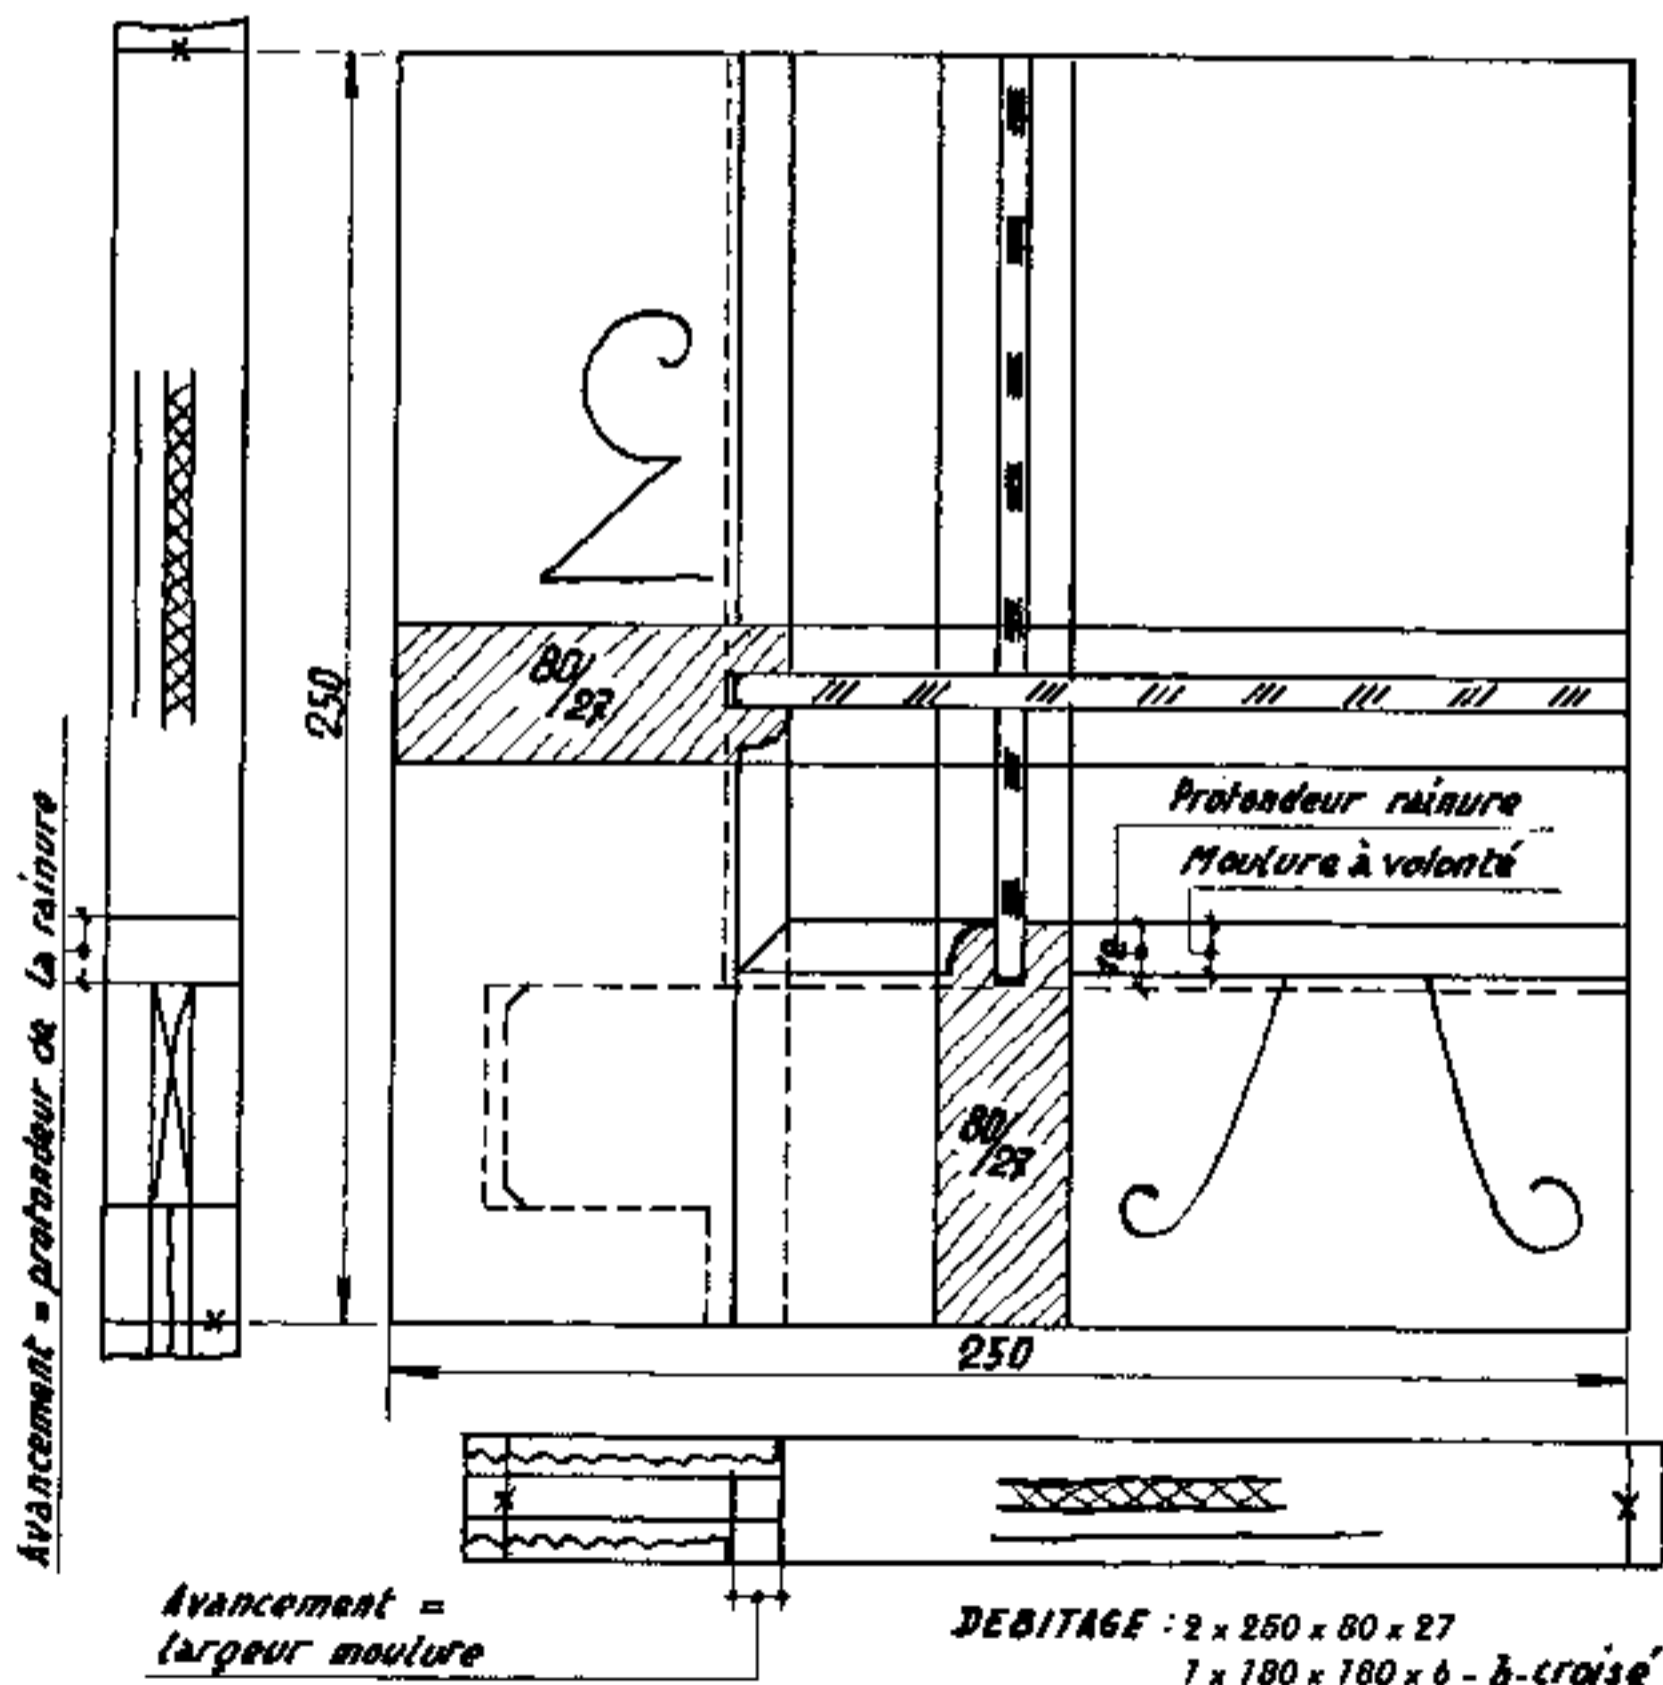 250
80/27
Profondeur rainure
Moulure à volonté
12
80/27
250
Avancement = profondeur de la rainure
Avancement =
largeur moulure
DEBITAGE : 2 x 250 x 80 x 27
1 x 180 x 180 x 6 - b-croisé